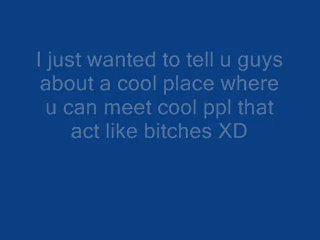 I just wanted to tell u guys
about a cool place where
u can meet cool ppl that
act like bitches XD